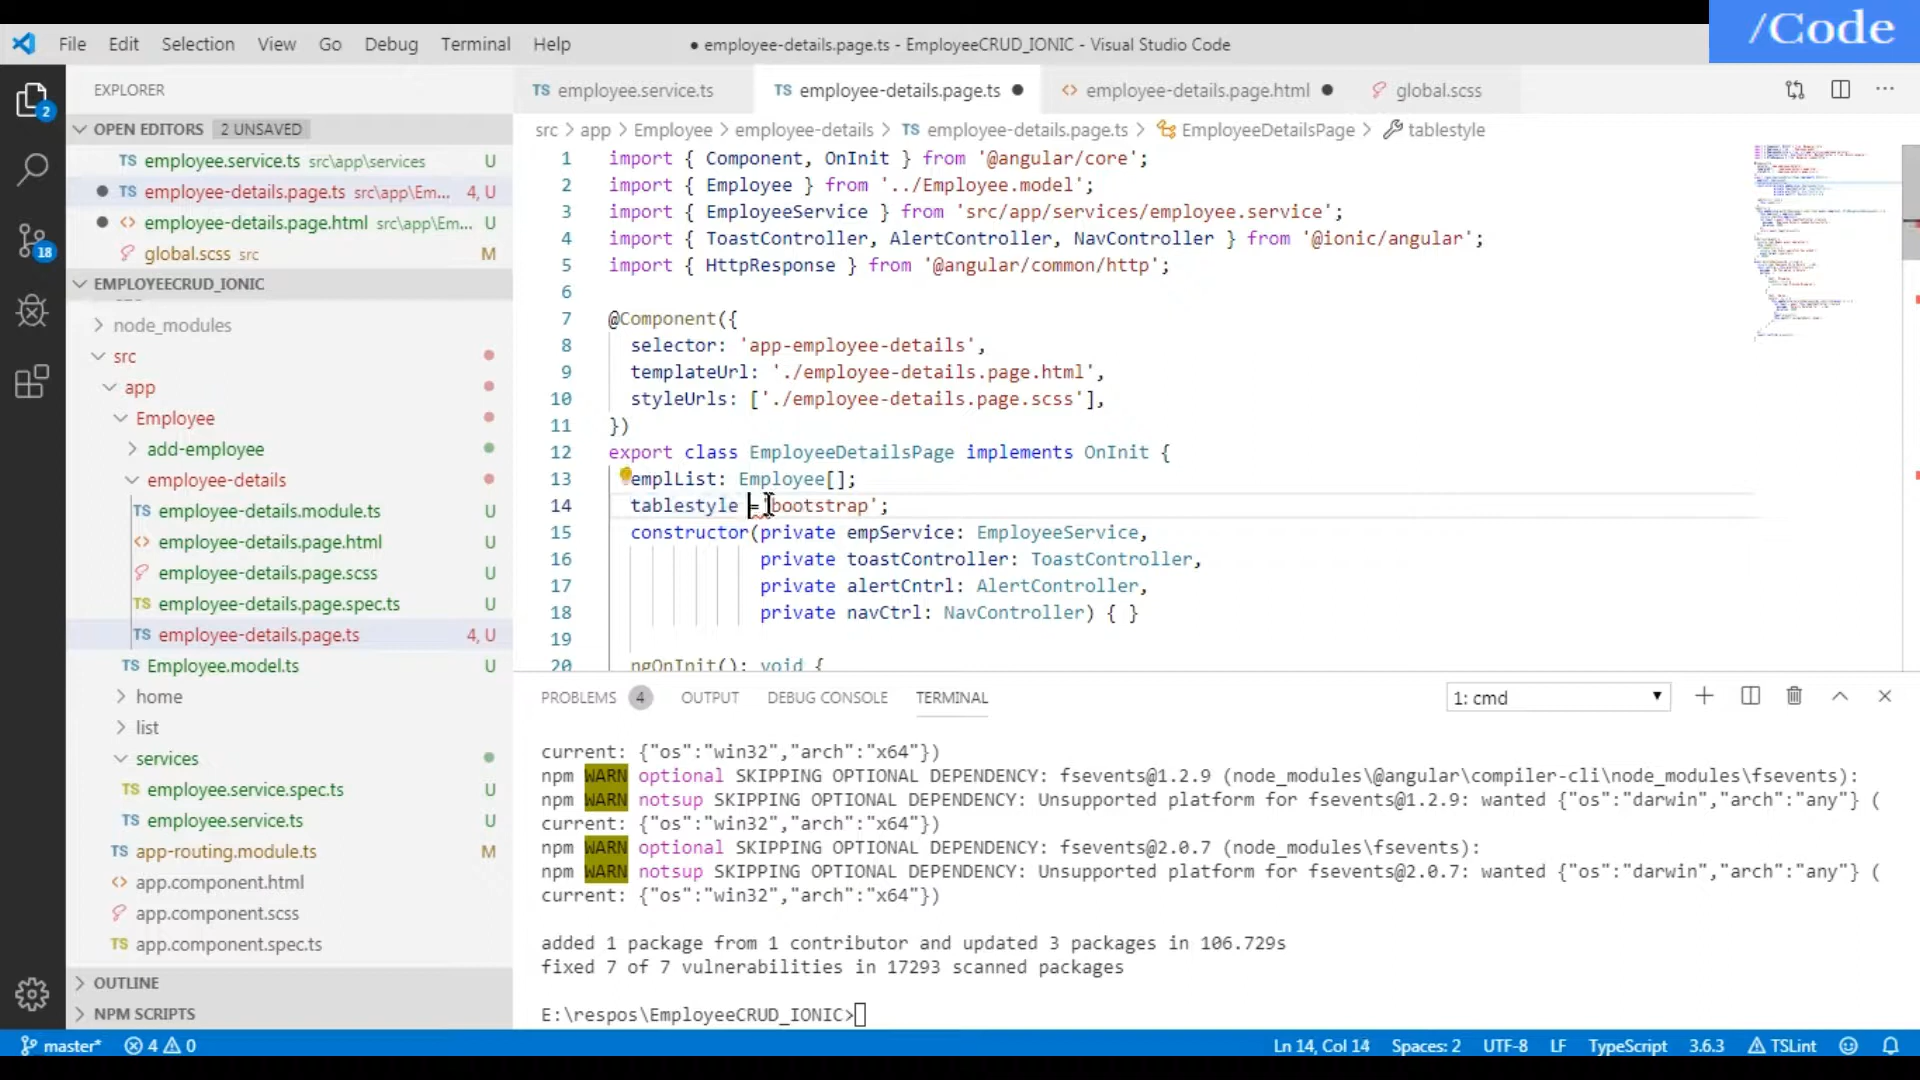 /Code
File Edit Selection View Go Debug Terminal Help
● employee-details.page.ts - EmployeeCRUD_IONIC - Visual Studio Code
EXPLORER
OPEN EDITORS 2 UNSAVED
TS employee.service.ts src\app\services U
● TS employee-details.page.ts src\app\Em... 4, U
● <> employee-details.page.html src\app\Em... U
global.scss src M
EMPLOYEECRUD_IONIC
node_modules
src
app
Employee
add-employee
employee-details
TS employee-details.module.ts U
<> employee-details.page.html U
employee-details.page.scss U
TS employee-details.page.spec.ts U
TS employee-details.page.ts 4, U
TS Employee.model.ts U
home
list
services
TS employee.service.spec.ts U
TS employee.service.ts U
TS app-routing.module.ts M
<> app.component.html
app.component.scss
TS app.component.spec.ts
OUTLINE
NPM SCRIPTS
2
18
TS employee.service.ts TS employee-details.page.ts ● <> employee-details.page.html ● global.scss
src > app > Employee > employee-details > TS employee-details.page.ts > EmployeeDetailsPage > tablestyle
1 import { Component, OnInit } from '@angular/core';
2 import { Employee } from '../Employee.model';
3 import { EmployeeService } from 'src/app/services/employee.service';
4 import { ToastController, AlertController, NavController } from '@ionic/angular';
5 import { HttpResponse } from '@angular/common/http';
6
7 @Component({
8 selector: 'app-employee-details',
9 templateUrl: './employee-details.page.html',
10 styleUrls: ['./employee-details.page.scss'],
11 })
12 export class EmployeeDetailsPage implements OnInit {
13 emplList: Employee[];
14 tablestyle ='bootstrap';
15 constructor(private empService: EmployeeService,
16 private toastController: ToastController,
17 private alertCntrl: AlertController,
18 private navCtrl: NavController) { }
19
20 ngOnInit(): void {
PROBLEMS 4 OUTPUT DEBUG CONSOLE TERMINAL 1: cmd
current: {"os":"win32","arch":"x64"})
npm WARN optional SKIPPING OPTIONAL DEPENDENCY: fsevents@1.2.9 (node_modules\@angular\compiler-cli\node_modules\fsevents):
npm WARN notsup SKIPPING OPTIONAL DEPENDENCY: Unsupported platform for fsevents@1.2.9: wanted {"os":"darwin","arch":"any"} (
current: {"os":"win32","arch":"x64"})
npm WARN optional SKIPPING OPTIONAL DEPENDENCY: fsevents@2.0.7 (node_modules\fsevents):
npm WARN notsup SKIPPING OPTIONAL DEPENDENCY: Unsupported platform for fsevents@2.0.7: wanted {"os":"darwin","arch":"any"} (
current: {"os":"win32","arch":"x64"})
added 1 package from 1 contributor and updated 3 packages in 106.729s
fixed 7 of 7 vulnerabilities in 17293 scanned packages
E:\respos\EmployeeCRUD_IONIC>
master* 4 0 Ln 14, Col 14 Spaces: 2 UTF-8 LF TypeScript 3.6.3 TSLint